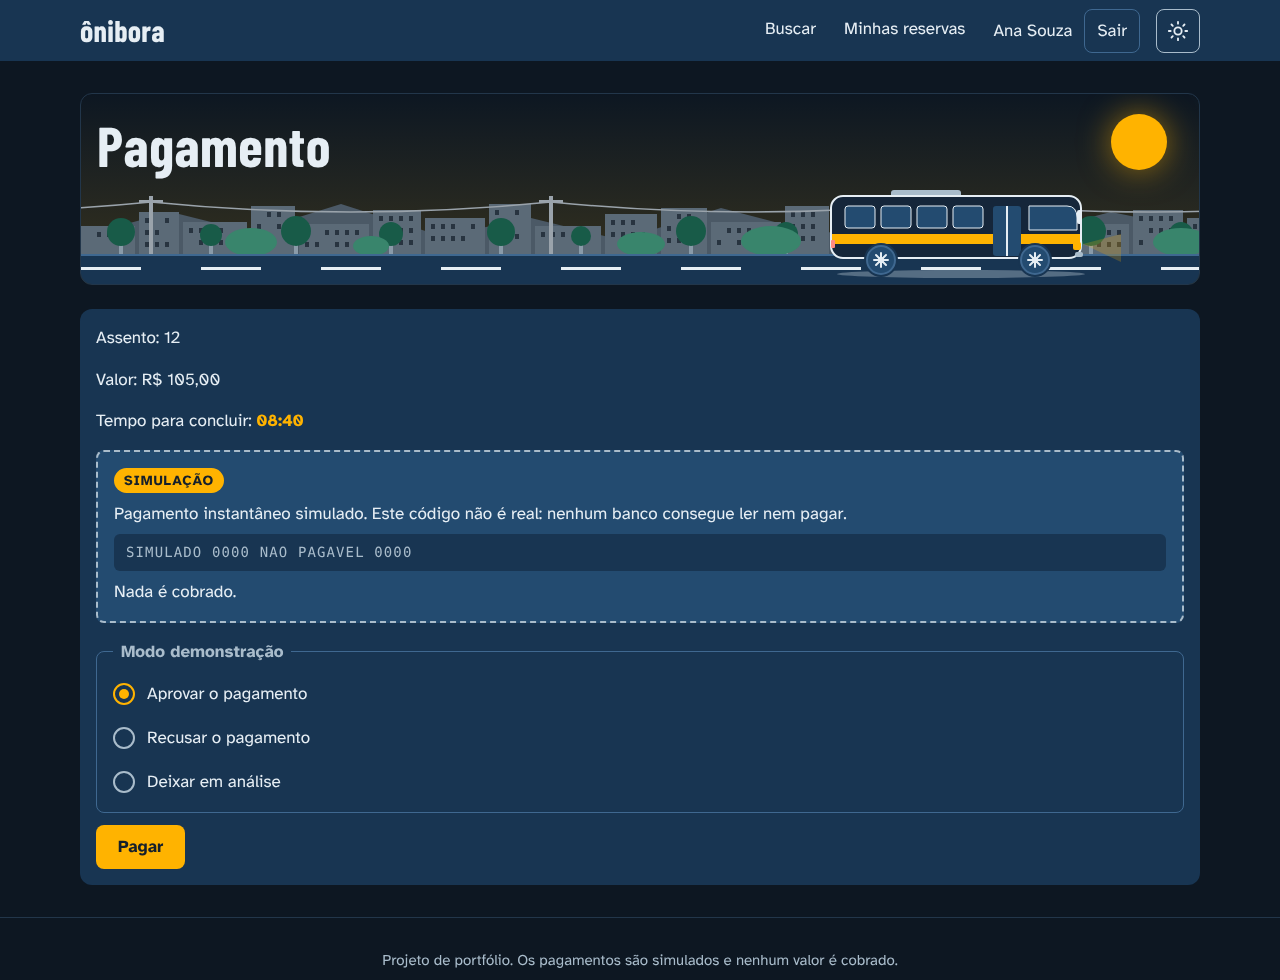 ônibora
Buscar
Minhas reservas
Ana Souza
Sair
Pagamento
Assento: 12
Valor: R$ 105,00
Tempo para concluir: 08:40
SIMULAÇÃO
Pagamento instantâneo simulado. Este código não é real: nenhum banco consegue ler nem pagar.
SIMULADO 0000 NAO PAGAVEL 0000
Nada é cobrado.
Modo demonstração
Aprovar o pagamento
Recusar o pagamento
Deixar em análise
Pagar
Projeto de portfólio. Os pagamentos são simulados e nenhum valor é cobrado.